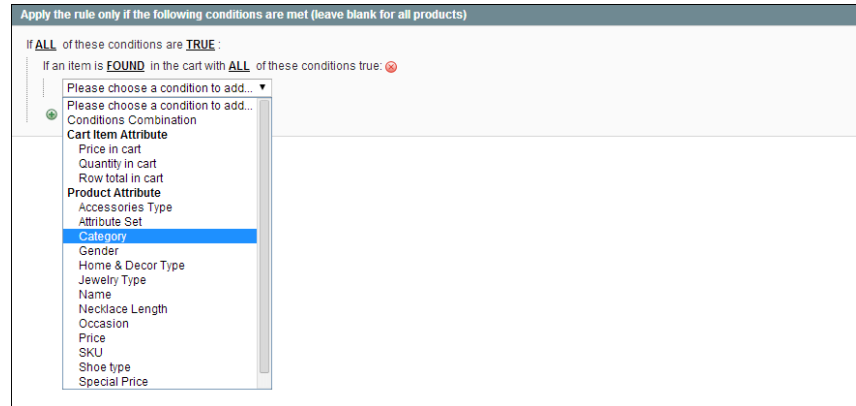 Apply the rule only if the following conditions are met (leave blank for all products)
If ALL of these conditions are TRUE :
If an item is FOUND in the cart with ALL of these conditions true:
Please choose a condition to add...
Please choose a condition to add...
Conditions Combination
Cart Item Attribute
Price in cart
Quantity in cart
Row total in cart
Product Attribute
Accessories Type
Attribute Set
Category
Gender
Home & Decor Type
Jewelry Type
Name
Necklace Length
Occasion
Price
SKU
Shoe type
Special Price